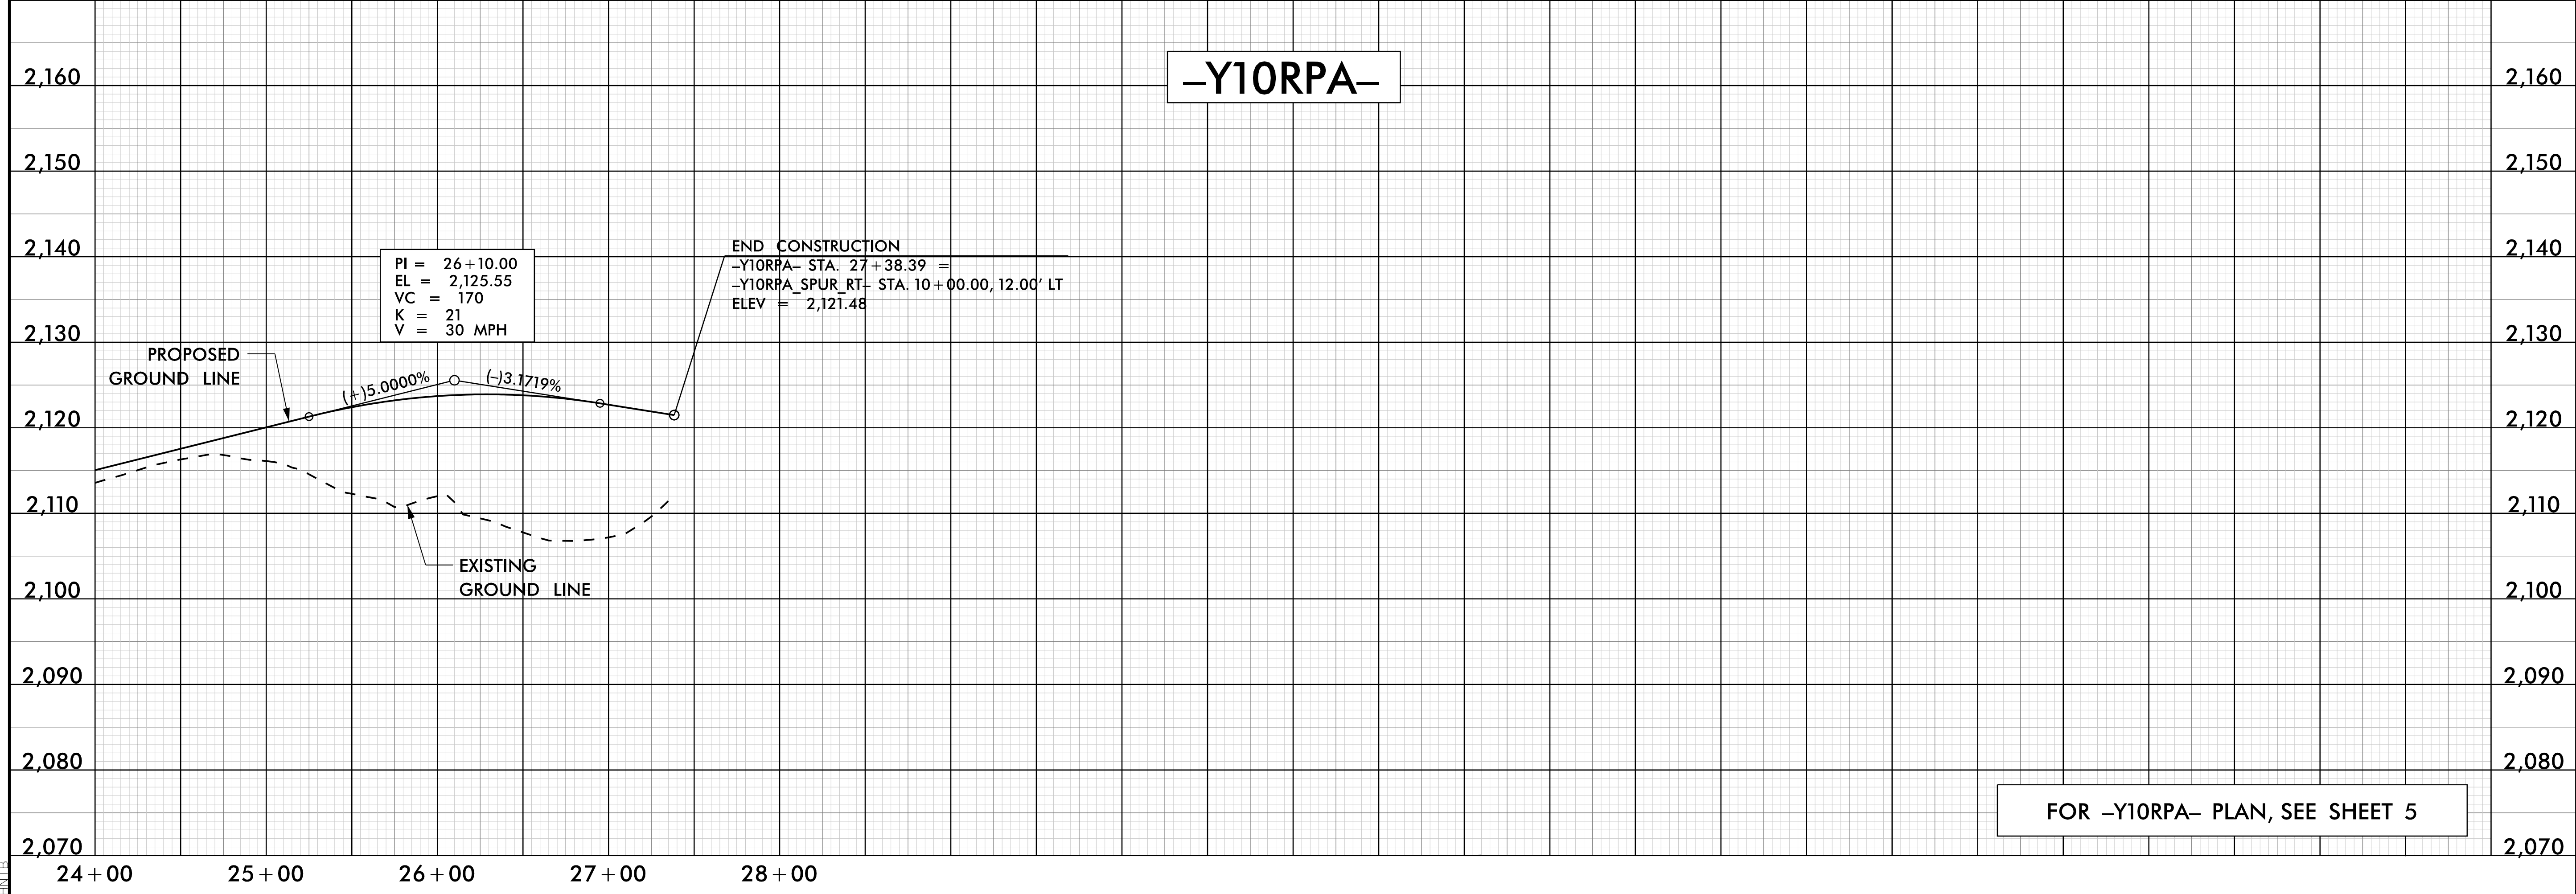 –Y10RPA–
2,160 2,160
2,150 2,150
2,140 2,140
2,130 2,130
2,120 2,120
2,110 2,110
2,100 2,100
2,090 2,090
2,080 2,080
2,070 2,070
PI = 26+10.00
EL = 2,125.55
VC = 170
K = 21
V = 30 MPH
END CONSTRUCTION
–Y10RPA– STA. 27+38.39 =
–Y10RPA_SPUR_RT– STA. 10+00.00, 12.00' LT
ELEV = 2,121.48
PROPOSED
GROUND LINE
(+)5.0000%
(–)3.1719%
EXISTING
GROUND LINE
FOR –Y10RPA– PLAN, SEE SHEET 5
24+00 25+00 26+00 27+00 28+00